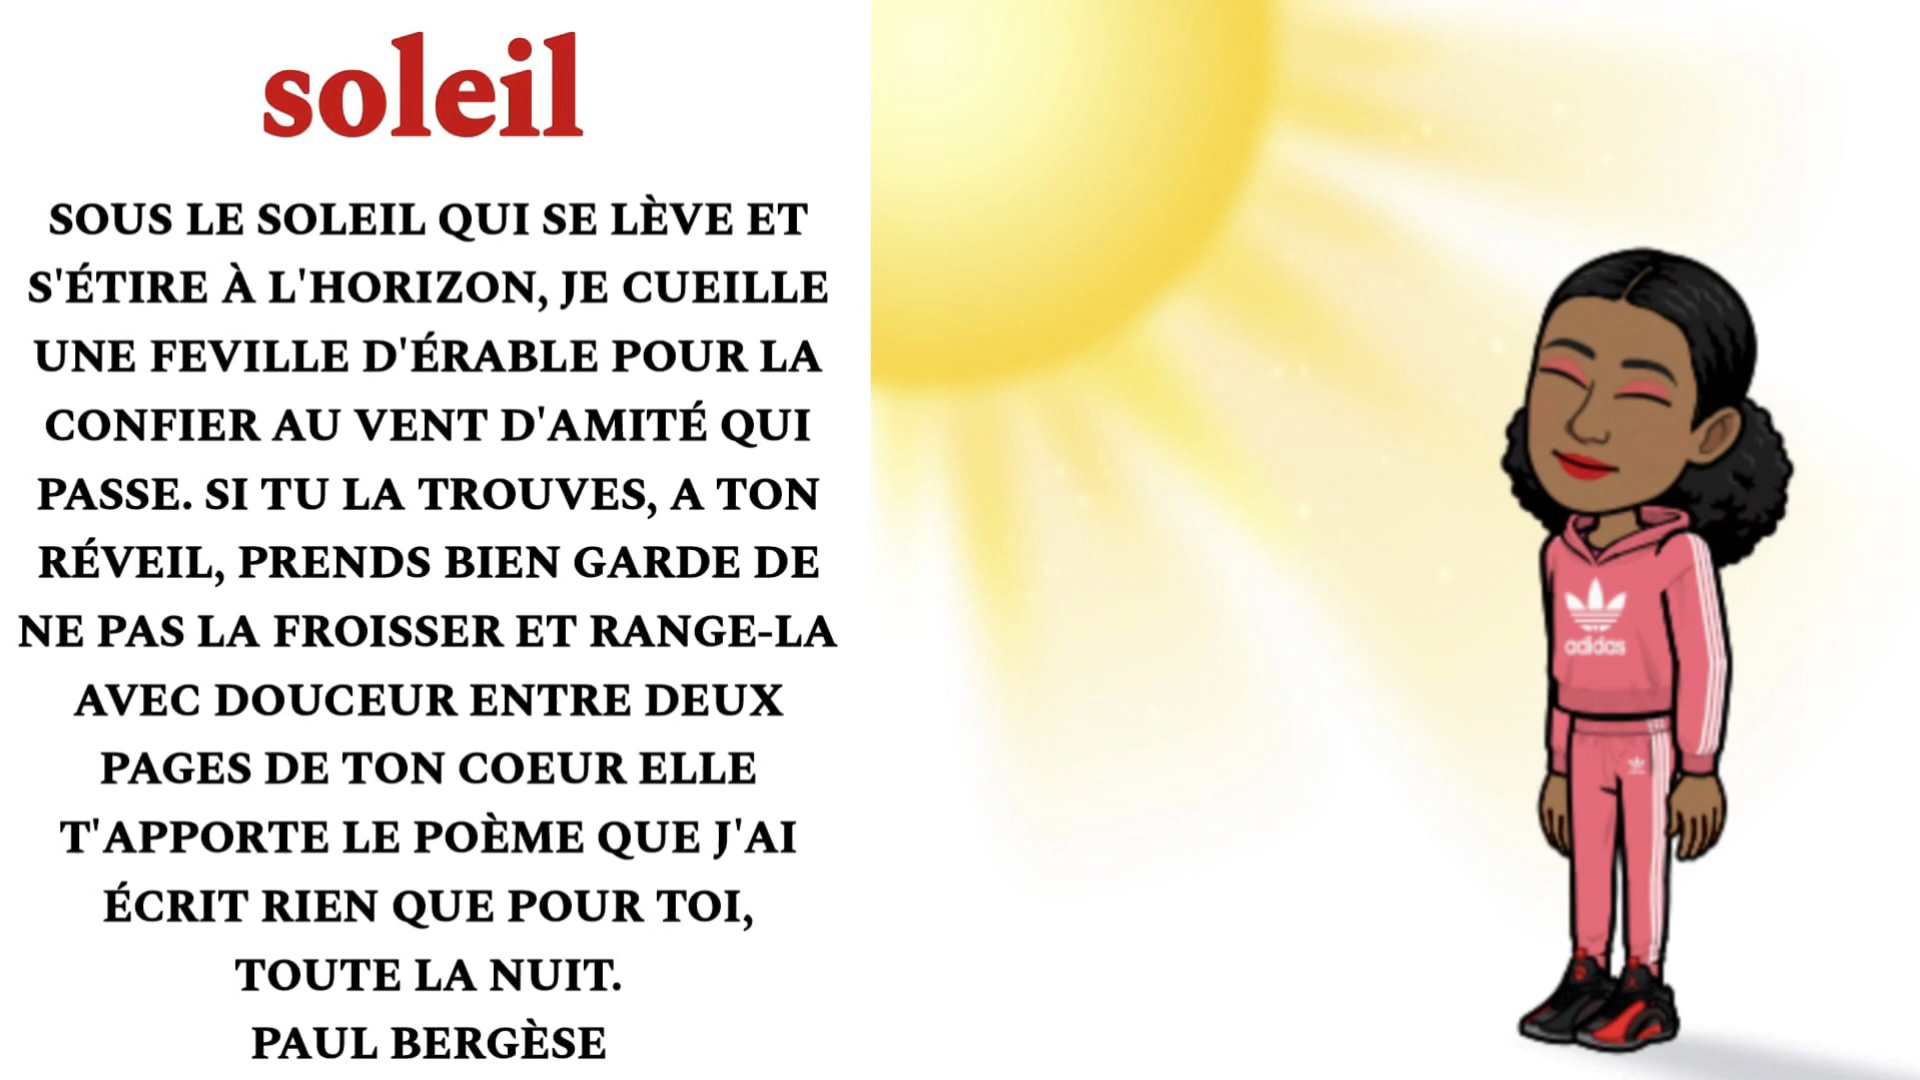 soleil
SOUS LE SOLEIL QUI SE LÈVE ET
S'ÉTIRE À L'HORIZON, JE CUEILLE
UNE FEVILLE D'ÉRABLE POUR LA
CONFIER AU VENT D'AMITÉ QUI
PASSE. SI TU LA TROUVES, A TON
RÉVEIL, PRENDS BIEN GARDE DE
NE PAS LA FROISSER ET RANGE-LA
AVEC DOUCEUR ENTRE DEUX
PAGES DE TON COEUR ELLE
T'APPORTE LE POÈME QUE J'AI
ÉCRIT RIEN QUE POUR TOI,
TOUTE LA NUIT.
PAUL BERGÈSE
adidas